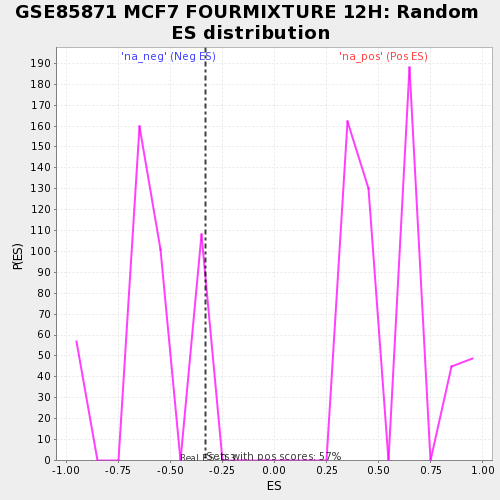 GSE85871 MCF7 FOURMIXTURE 12H: Random
ES distribution
'na_neg' (Neg ES)
'na_pos' (Pos ES)
190
180
170
160
150
140
130
120
110
100
90
80
70
60
50
40
30
20
10
0
P(ES)
Sets with pos scores: 57%
-1.00 -0.75 -0.50 -0.25 0.00 0.25 0.50 0.75 1.00
ES